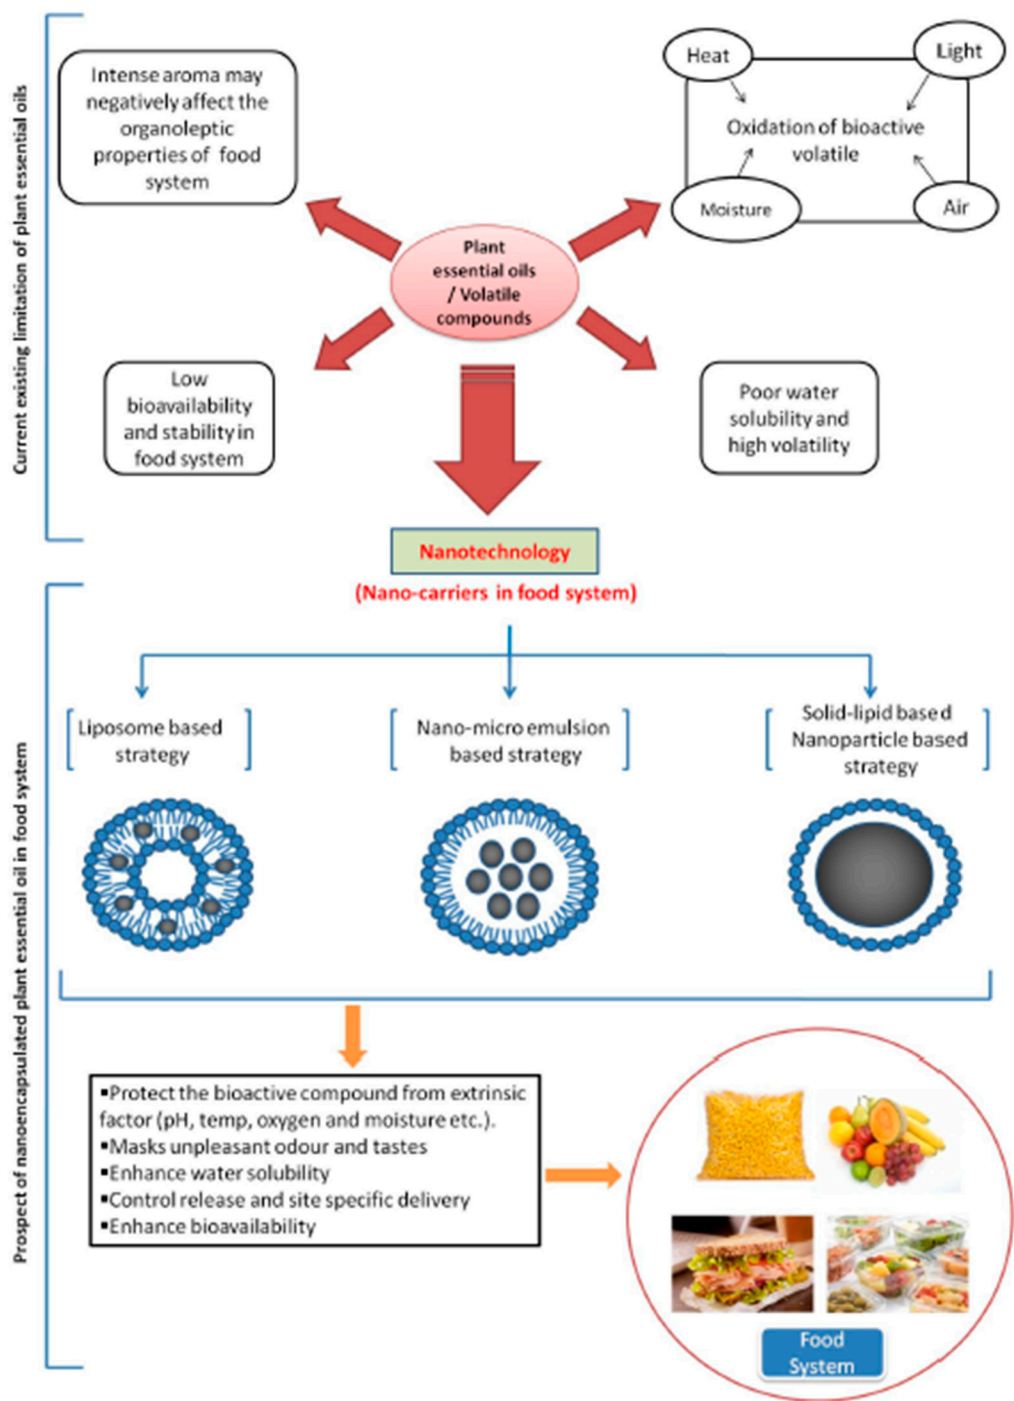 Current existing limitation of plant essential oils
Intense aroma may
negatively affect the
organoleptic
properties of food
system
Heat
Light
Oxidation of bioactive
volatile
Moisture
Air
Plant
essential oils
/ Volatile
compounds
Low
bioavailability
and stability in
food system
Poor water
solubility and
high volatility
Nanotechnology
(Nano-carriers in food system)
Prospect of nanoencapsulated plant essential oil in food system
Liposome based
strategy
Nano-micro emulsion
based strategy
Solid-lipid based
Nanoparticle based
strategy
▪Protect the bioactive compound from extrinsic
factor (pH, temp, oxygen and moisture etc.).
▪Masks unpleasant odour and tastes
▪Enhance water solubility
▪Control release and site specific delivery
▪Enhance bioavailability
Food
System